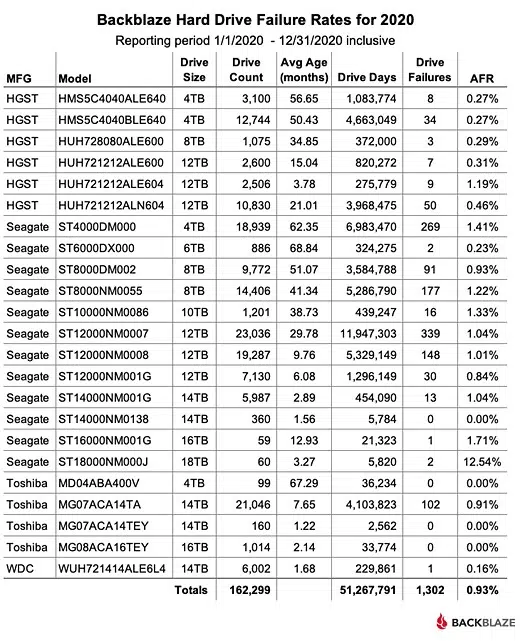 Backblaze Hard Drive Failure Rates for 2020
Reporting period 1/1/2020 - 12/31/2020 inclusive
MFG Model Drive Size Drive Count Avg Age (months) Drive Days Drive Failures AFR
HGST HMS5C4040ALE640 4TB 3,100 56.65 1,083,774 8 0.27%
HGST HMS5C4040BLE640 4TB 12,744 50.43 4,663,049 34 0.27%
HGST HUH728080ALE600 8TB 1,075 34.85 372,000 3 0.29%
HGST HUH721212ALE600 12TB 2,600 15.04 820,272 7 0.31%
HGST HUH721212ALE604 12TB 2,506 3.78 275,779 9 1.19%
HGST HUH721212ALN604 12TB 10,830 21.01 3,968,475 50 0.46%
Seagate ST4000DM000 4TB 18,939 62.35 6,983,470 269 1.41%
Seagate ST6000DX000 6TB 886 68.84 324,275 2 0.23%
Seagate ST8000DM002 8TB 9,772 51.07 3,584,788 91 0.93%
Seagate ST8000NM0055 8TB 14,406 41.34 5,286,790 177 1.22%
Seagate ST10000NM0086 10TB 1,201 38.73 439,247 16 1.33%
Seagate ST12000NM0007 12TB 23,036 29.78 11,947,303 339 1.04%
Seagate ST12000NM0008 12TB 19,287 9.76 5,329,149 148 1.01%
Seagate ST12000NM001G 12TB 7,130 6.08 1,296,149 30 0.84%
Seagate ST14000NM001G 14TB 5,987 2.89 454,090 13 1.04%
Seagate ST14000NM0138 14TB 360 1.56 5,784 0 0.00%
Seagate ST16000NM001G 16TB 59 12.93 21,323 1 1.71%
Seagate ST18000NM000J 18TB 60 3.27 5,820 2 12.54%
Toshiba MD04ABA400V 4TB 99 67.29 36,234 0 0.00%
Toshiba MG07ACA14TA 14TB 21,046 7.65 4,103,823 102 0.91%
Toshiba MG07ACA14TEY 14TB 160 1.22 2,562 0 0.00%
Toshiba MG08ACA16TEY 16TB 1,014 2.14 33,774 0 0.00%
WDC WUH721414ALE6L4 14TB 6,002 1.68 229,861 1 0.16%
Totals 162,299 51,267,791 1,302 0.93%
BACKBLAZE